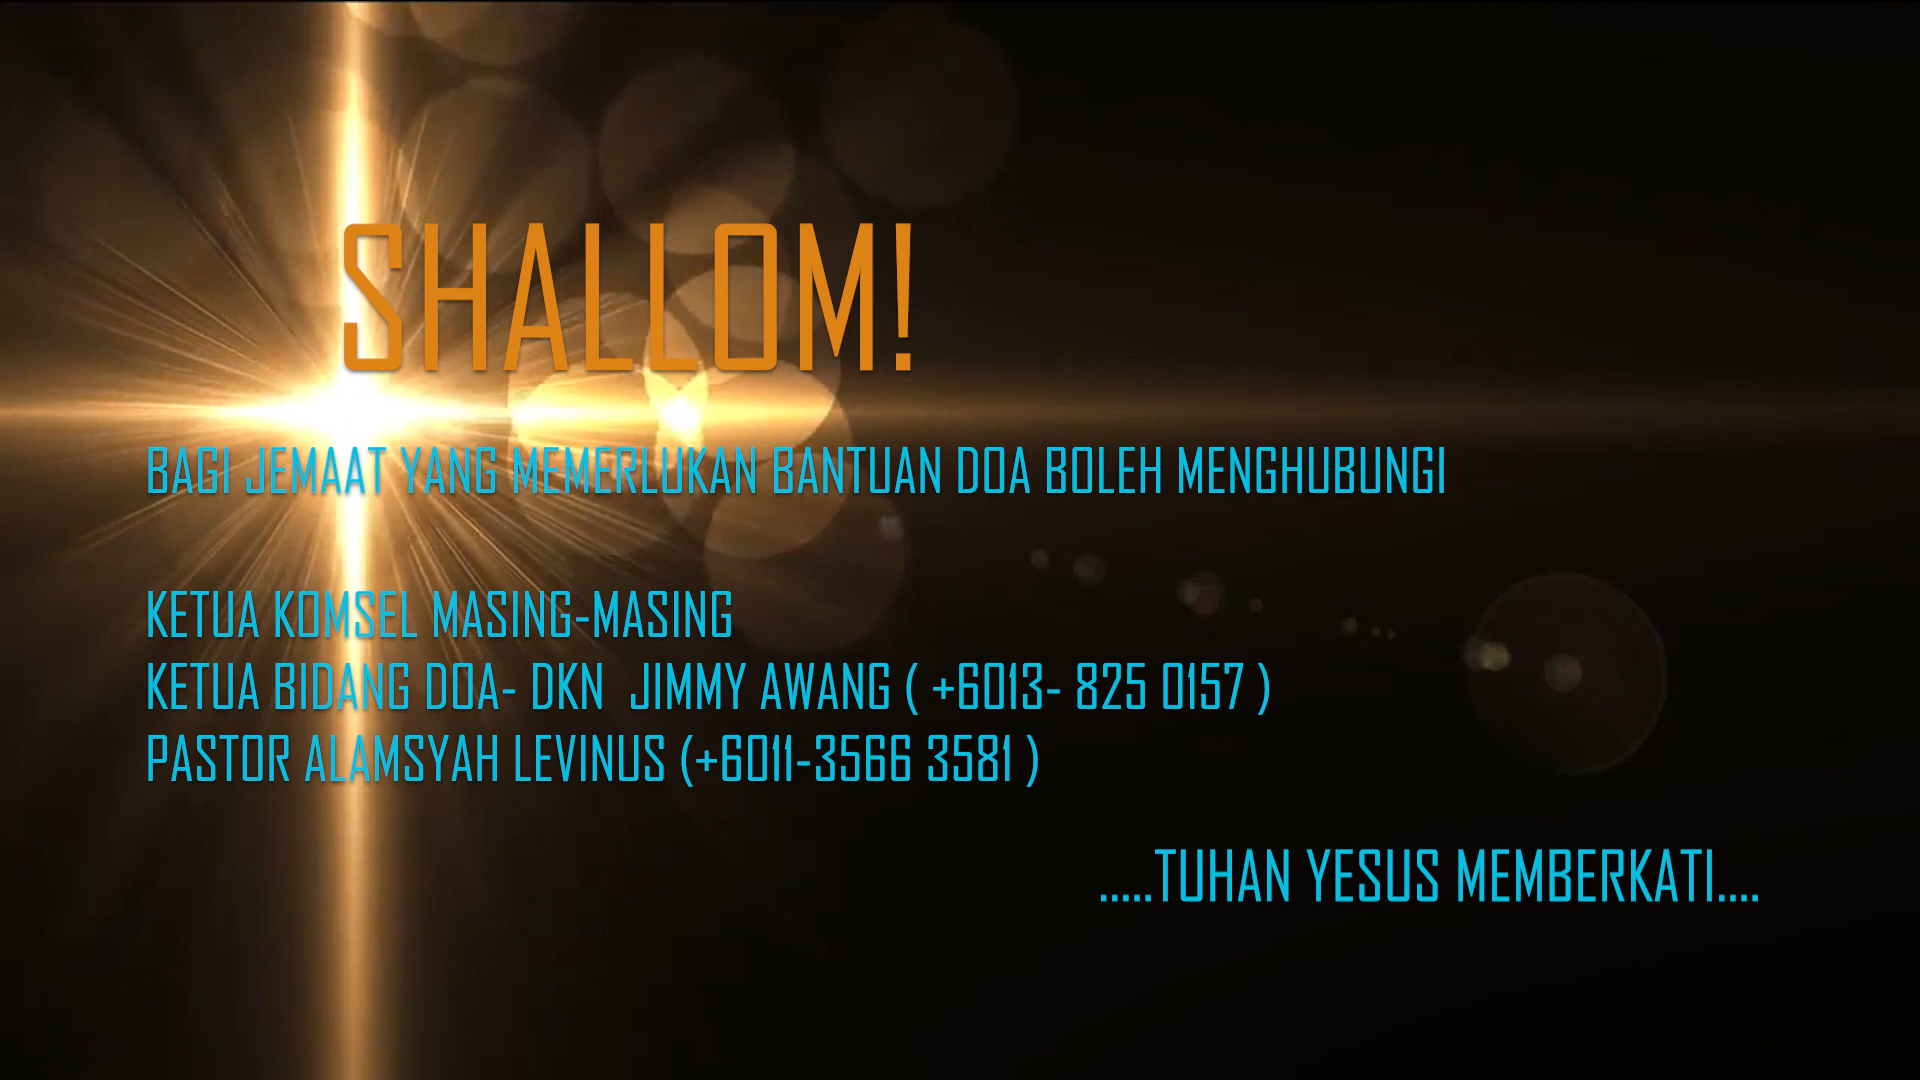 SHALLOM!
BAGI JEMAAT YANG MEMERLUKAN BANTUAN DOA BOLEH MENGHUBUNGI
KETUA KOMSEL MASING-MASING
KETUA BIDANG DOA- DKN JIMMY AWANG ( +6013- 825 0157 )
PASTOR ALAMSYAH LEVINUS (+6011-3566 3581 )
.....TUHAN YESUS MEMBERKATI....